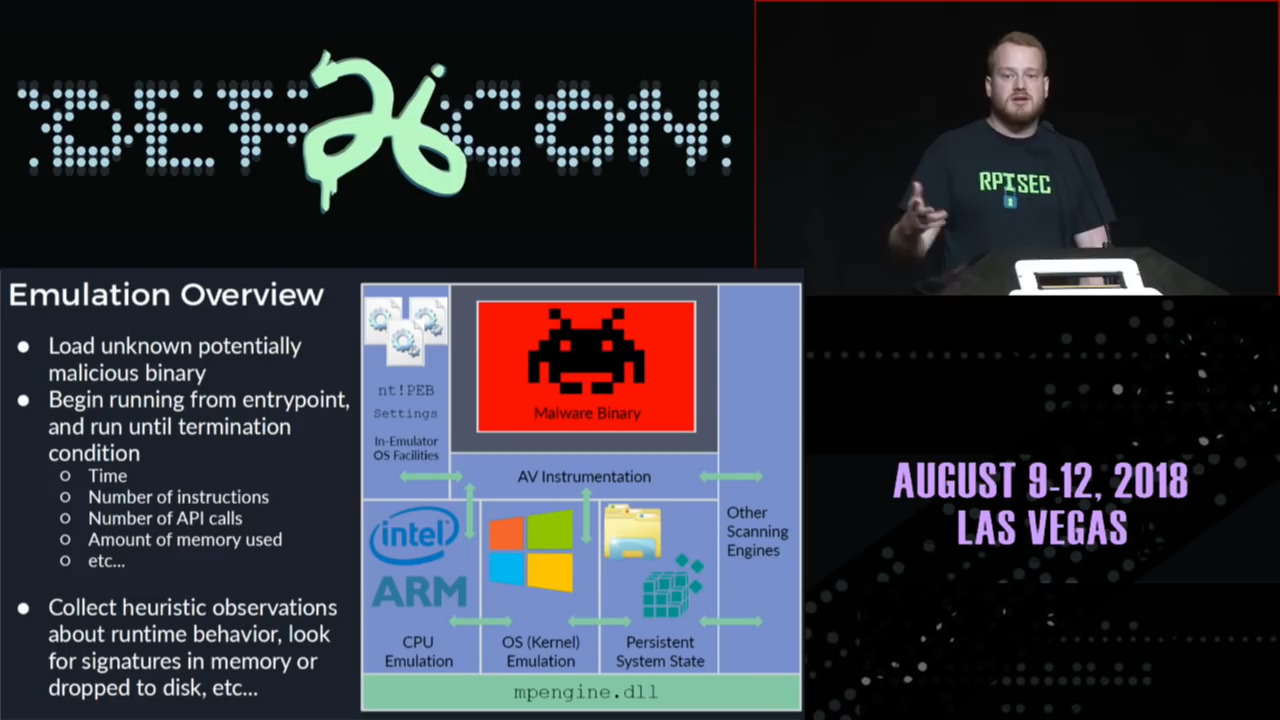 DEF 26 CON
RPISEC
Emulation Overview
● Load unknown potentially
malicious binary
● Begin running from entrypoint,
and run until termination
condition
○ Time
○ Number of instructions
○ Number of API calls
○ Amount of memory used
○ etc...
● Collect heuristic observations
about runtime behavior, look
for signatures in memory or
dropped to disk, etc...
nt!PEB
Settings
In-Emulator
OS Facilities
Malware Binary
AV Instrumentation
Other
Scanning
Engines
intel
ARM
CPU
Emulation
OS (Kernel)
Emulation
Persistent
System State
mpengine.dll
AUGUST 9-12, 2018
LAS VEGAS